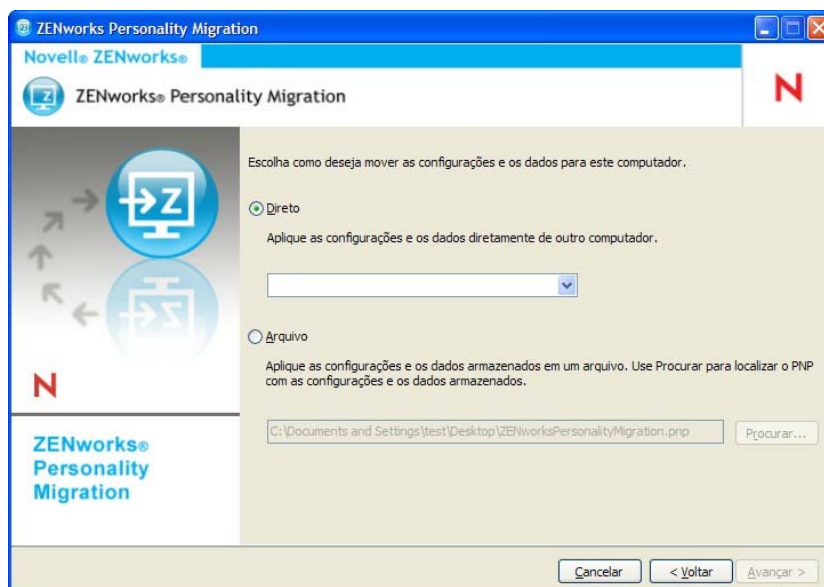 ZENworks Personality Migration
Novell® ZENworks®
ZENworks® Personality Migration
N
Escolha como deseja mover as configurações e os dados para este computador.
Direto
Aplique as configurações e os dados diretamente de outro computador.
Arquivo
Aplique as configurações e os dados armazenados em um arquivo. Use Procurar para localizar o PNP
com as configurações e os dados armazenados.
C:\Documents and Settings\test\Desktop\ZENworksPersonalityMigration.pnp
Procurar...
Z
N
ZENworks®
Personality
Migration
Cancelar
< Voltar
Avançar >